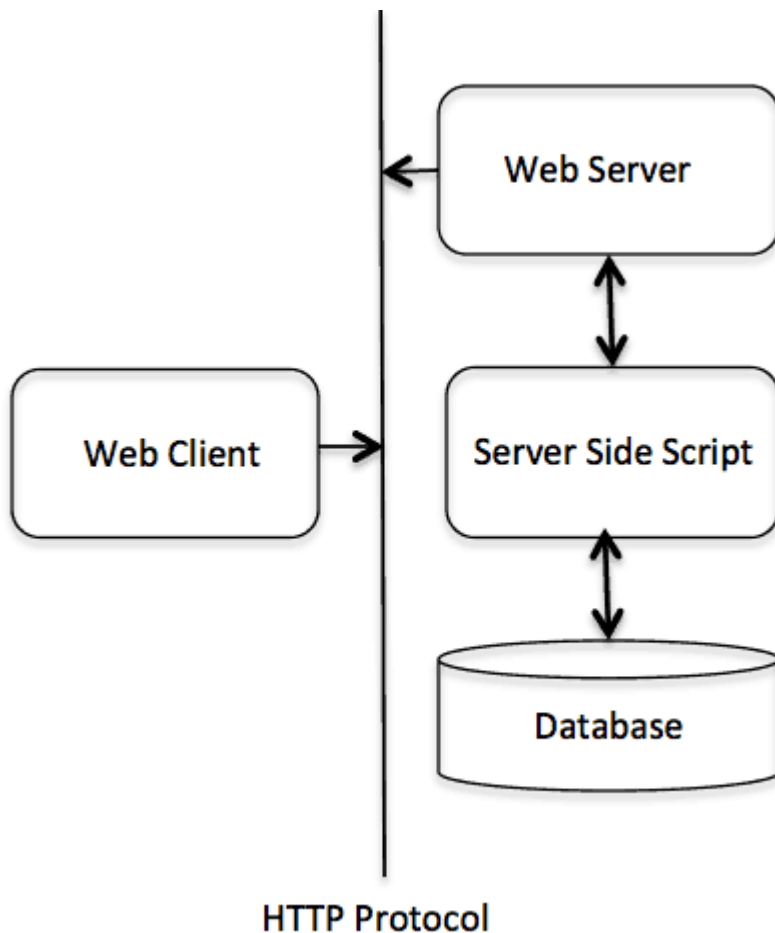 Web Server
Web Client
Server Side Script
Database
HTTP Protocol